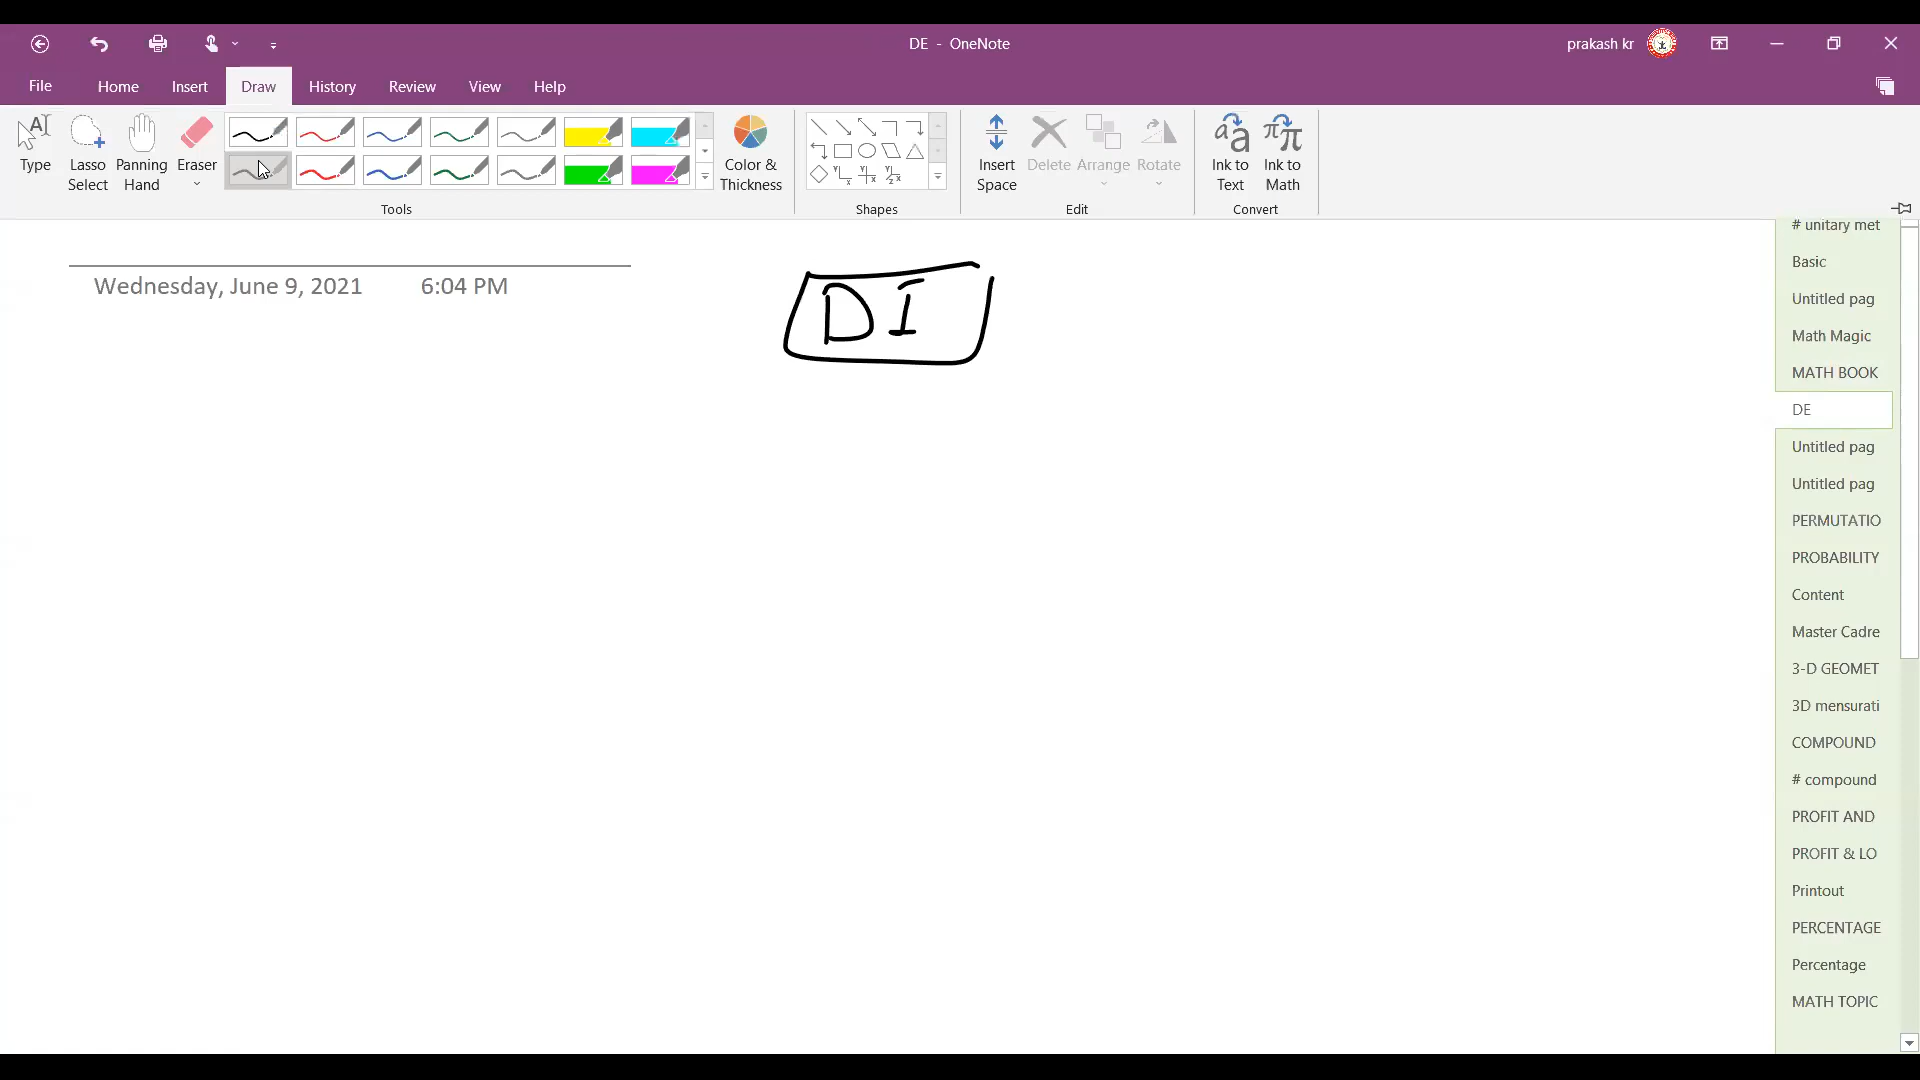 DE - OneNote
prakash kr
File Home Insert Draw History Review View Help
Type
Lasso Select
Panning Hand
Eraser
Color & Thickness
Insert Space
Delete
Arrange
Rotate
Ink to Text
Ink to Math
Tools
Shapes
Edit
Convert
Wednesday, June 9, 2021 6:04 PM
DI
# unitary met
Basic
Untitled pag
Math Magic
MATH BOOK
DE
Untitled pag
Untitled pag
PERMUTATIO
PROBABILITY
Content
Master Cadre
3-D GEOMET
3D mensurati
COMPOUND
# compound
PROFIT AND
PROFIT & LO
Printout
PERCENTAGE
Percentage
MATH TOPIC